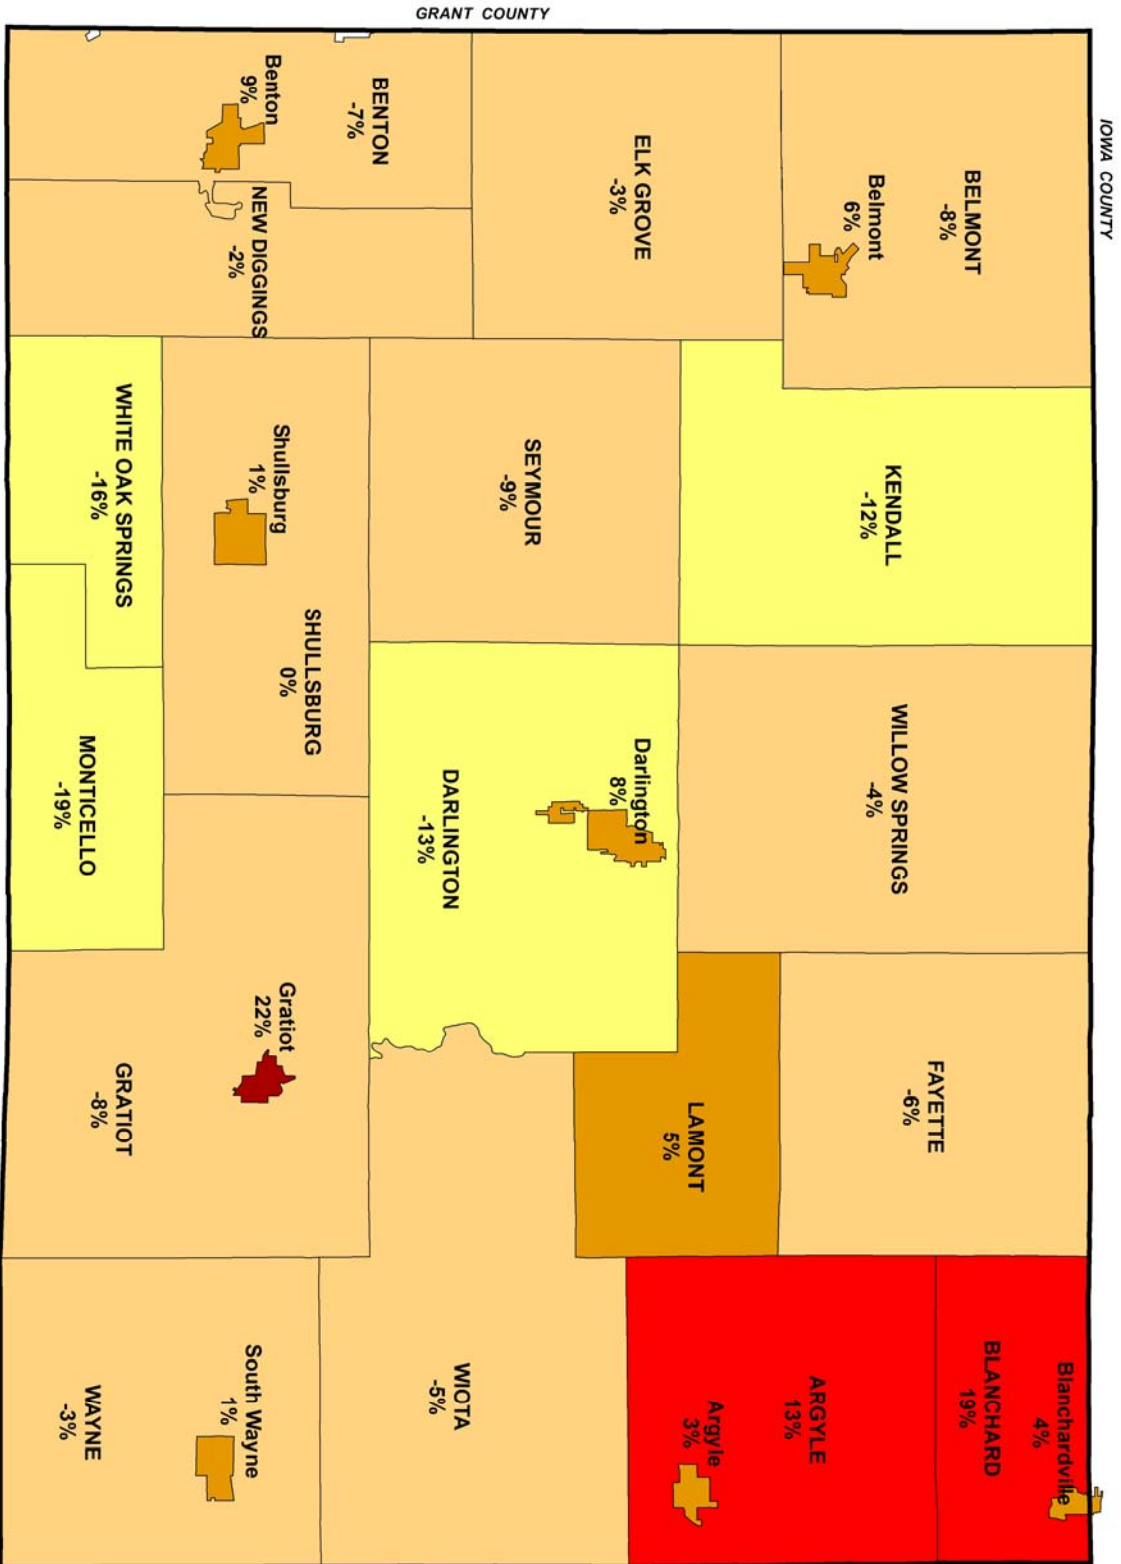 GRANT COUNTY
IOWA COUNTY
BELMONT
-8%
Belmont
6%
ELK GROVE
-3%
BENTON
-7%
Benton
9%
NEW DIGGINGS
-2%
KENDALL
-12%
SEYMOUR
-9%
Shullsburg
1%
SHULLSBURG
0%
WHITE OAK SPRINGS
-16%
MONTICELLO
-19%
WILLOW SPRINGS
-4%
Darlington
8%
DARLINGTON
-13%
FAYETTE
-6%
LAMONT
5%
Gratiot
22%
GRATIOT
-8%
Blanchardville
4%
BLANCHARD
19%
ARGYLE
13%
Argyle
3%
WIOTA
-5%
South Wayne
1%
WAYNE
-3%